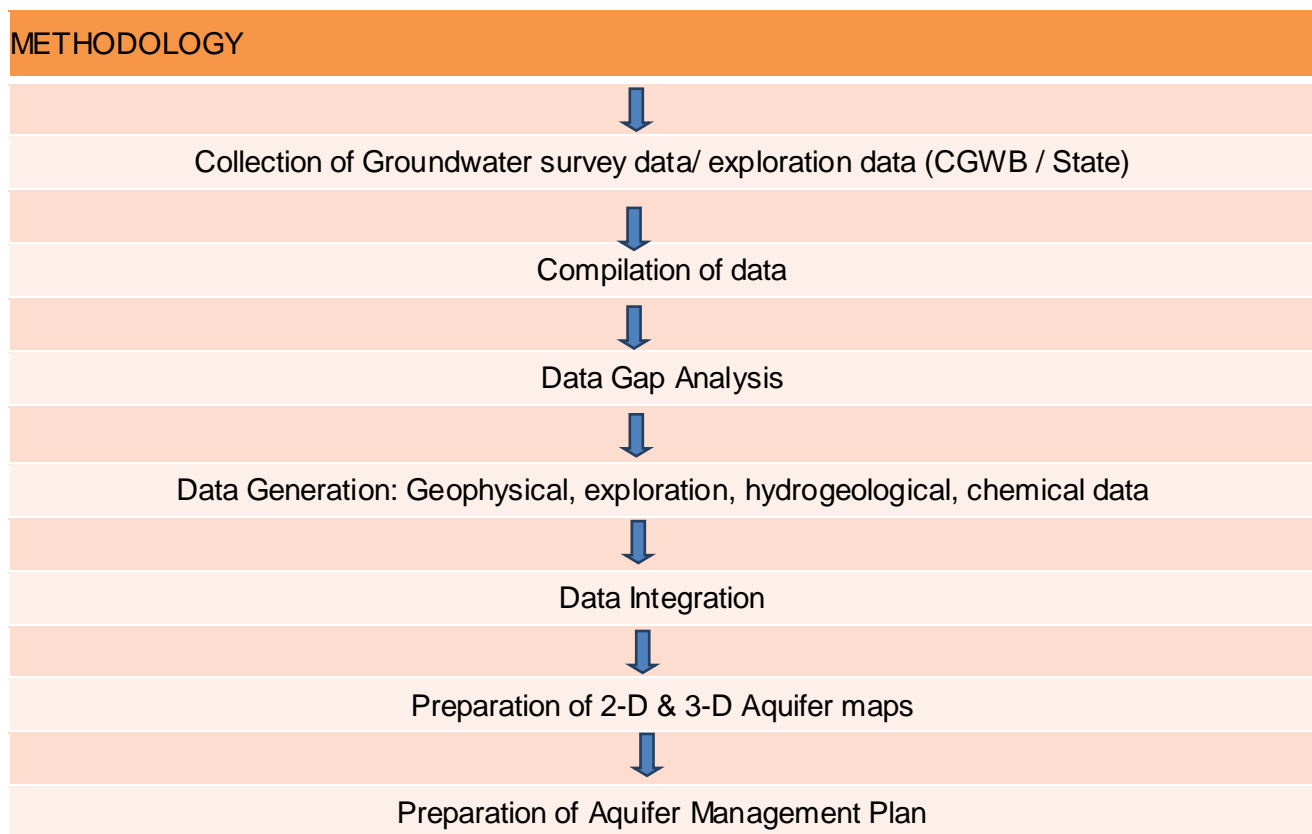 METHODOLOGY
Collection of Groundwater survey data/ exploration data (CGWB / State)
Compilation of data
Data Gap Analysis
Data Generation: Geophysical, exploration, hydrogeological, chemical data
Data Integration
Preparation of 2-D & 3-D Aquifer maps
Preparation of Aquifer Management Plan